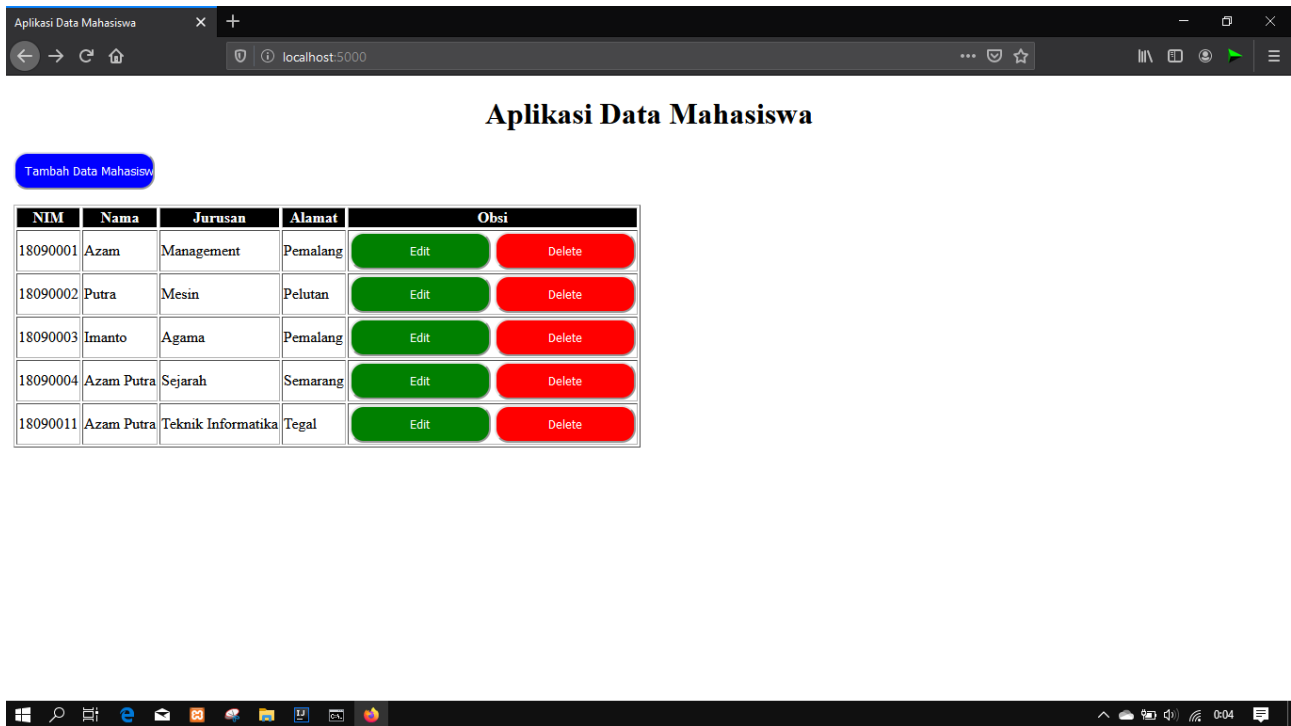 Aplikasi Data Mahasiswa
localhost:5000
Aplikasi Data Mahasiswa
Tambah Data Mahasisw
NIM Nama Jurusan Alamat Obsi
18090001 Azam Management Pemalang Edit Delete
18090002 Putra Mesin Pelutan Edit Delete
18090003 Imanto Agama Pemalang Edit Delete
18090004 Azam Putra Sejarah Semarang Edit Delete
18090011 Azam Putra Teknik Informatika Tegal Edit Delete
0:04